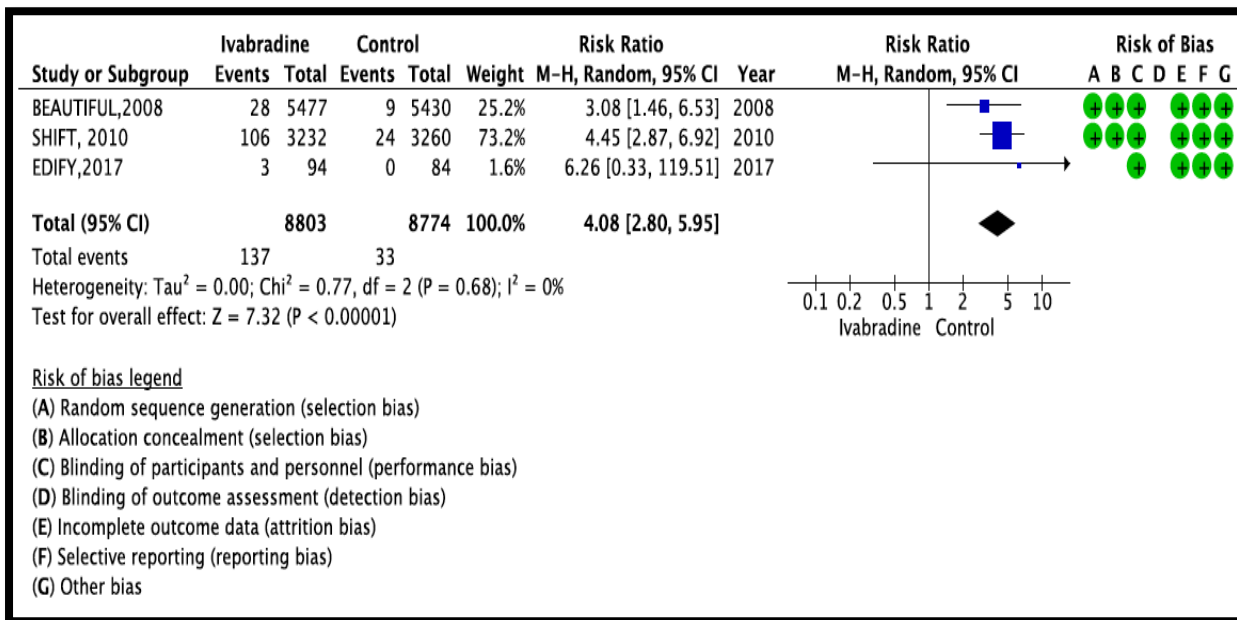 Ivabradine Control Risk Ratio Risk Ratio Risk of Bias
Study or Subgroup Events Total Events Total Weight M-H, Random, 95% CI Year M-H, Random, 95% CI A B C D E F G
BEAUTIFUL,2008 28 5477 9 5430 25.2% 3.08 [1.46, 6.53] 2008 + + + + + +
SHIFT, 2010 106 3232 24 3260 73.2% 4.45 [2.87, 6.92] 2010 + + + + + +
EDIFY,2017 3 94 0 84 1.6% 6.26 [0.33, 119.51] 2017 + + + +
Total (95% CI) 8803 8774 100.0% 4.08 [2.80, 5.95]
Total events 137 33
Heterogeneity: Tau² = 0.00; Chi² = 0.77, df = 2 (P = 0.68); I² = 0%
Test for overall effect: Z = 7.32 (P < 0.00001)
0.1 0.2 0.5 1 2 5 10
Ivabradine Control
Risk of bias legend
(A) Random sequence generation (selection bias)
(B) Allocation concealment (selection bias)
(C) Blinding of participants and personnel (performance bias)
(D) Blinding of outcome assessment (detection bias)
(E) Incomplete outcome data (attrition bias)
(F) Selective reporting (reporting bias)
(G) Other bias